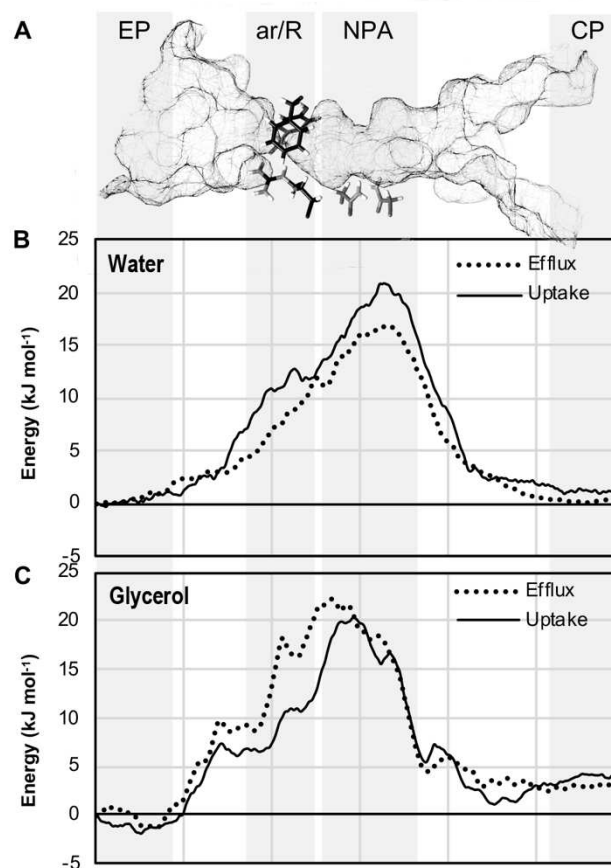 A
EP
ar/R
NPA
CP
B
25
20
15
10
5
0
-5
Energy (kJ mol-1)
Water
Efflux
Uptake
C
25
20
15
10
5
0
-5
Energy (kJ mol-1)
Glycerol
Efflux
Uptake